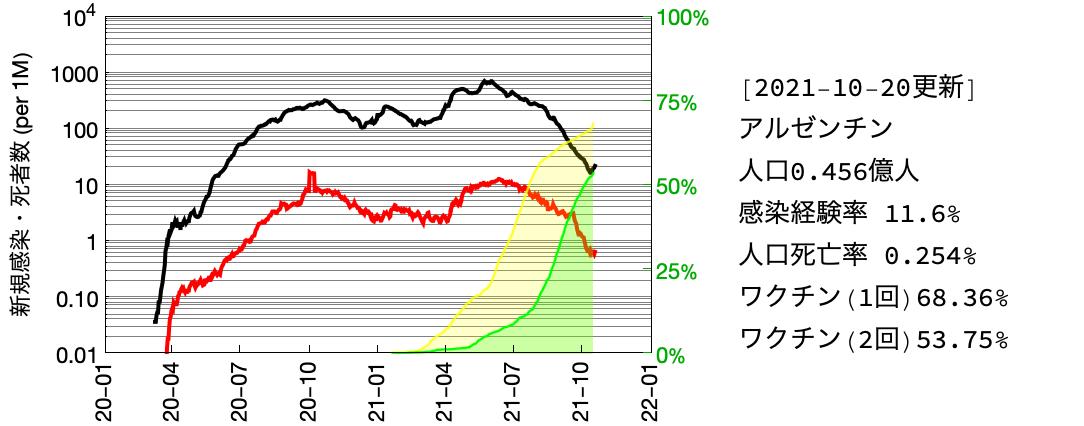 新規感染・死者数 (per 1M)
10^4
1000
100
10
1
0.10
0.01
100%
75%
50%
25%
0%
20-01
20-04
20-07
20-10
21-01
21-04
21-07
21-10
22-01
[2021-10-20更新]
アルゼンチン
人口0.456億人
感染経験率 11.6%
人口死亡率 0.254%
ワクチン(1回)68.36%
ワクチン(2回)53.75%